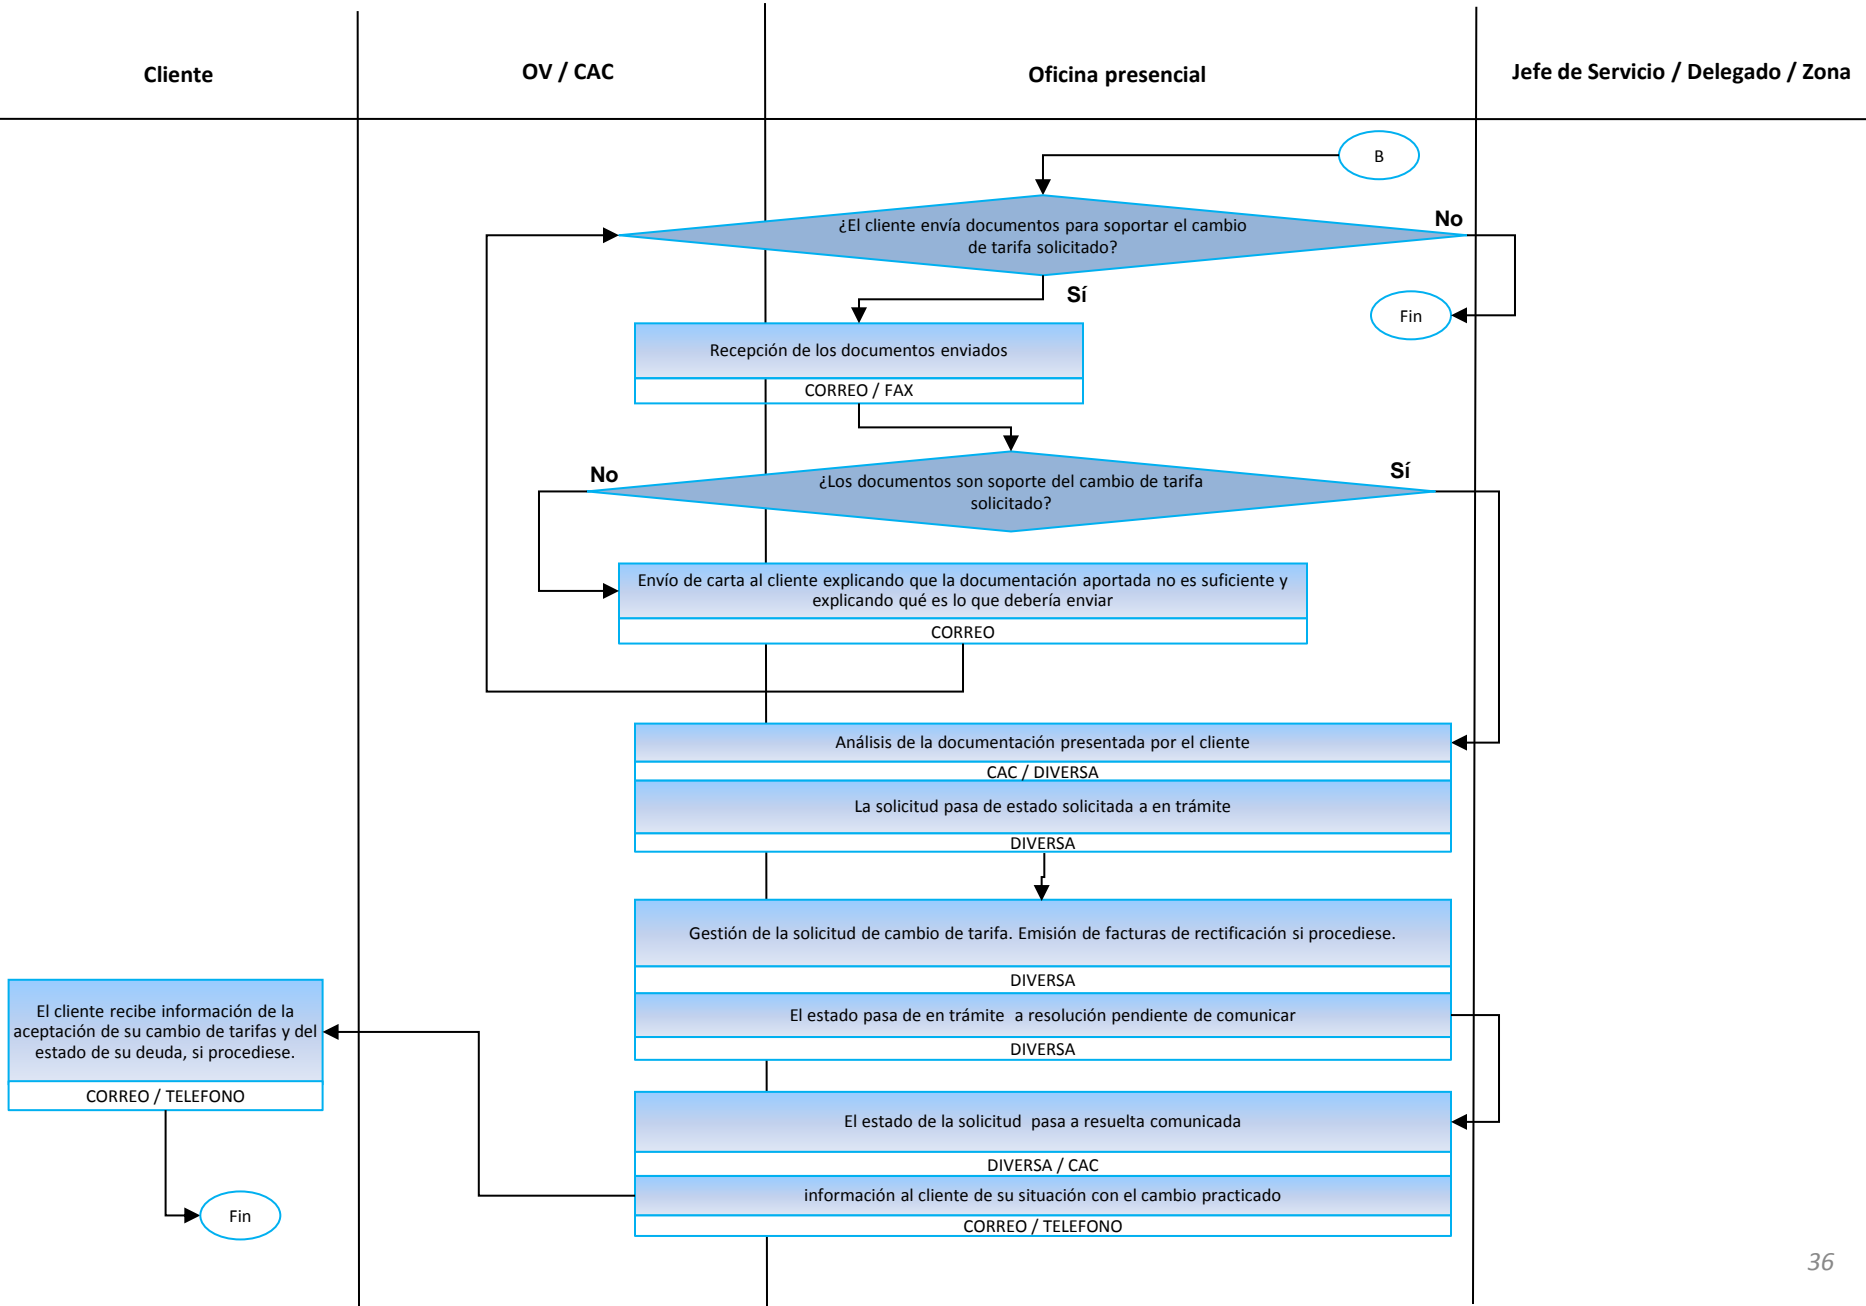 Cliente
OV / CAC
Oficina presencial
Jefe de Servicio / Delegado / Zona
B
¿El cliente envía documentos para soportar el cambio
de tarifa solicitado?
No
Sí
Fin
Recepción de los documentos enviados
CORREO / FAX
No
¿Los documentos son soporte del cambio de tarifa
solicitado?
Sí
Envío de carta al cliente explicando que la documentación aportada no es suficiente y
explicando qué es lo que debería enviar
CORREO
Análisis de la documentación presentada por el cliente
CAC / DIVERSA
La solicitud pasa de estado solicitada a en trámite
DIVERSA
Gestión de la solicitud de cambio de tarifa. Emisión de facturas de rectificación si procediese.
DIVERSA
El estado pasa de en trámite  a resolución pendiente de comunicar
DIVERSA
El cliente recibe información de la
aceptación de su cambio de tarifas y del
estado de su deuda, si procediese.
CORREO / TELEFONO
El estado de la solicitud  pasa a resuelta comunicada
DIVERSA / CAC
información al cliente de su situación con el cambio practicado
CORREO / TELEFONO
Fin
36